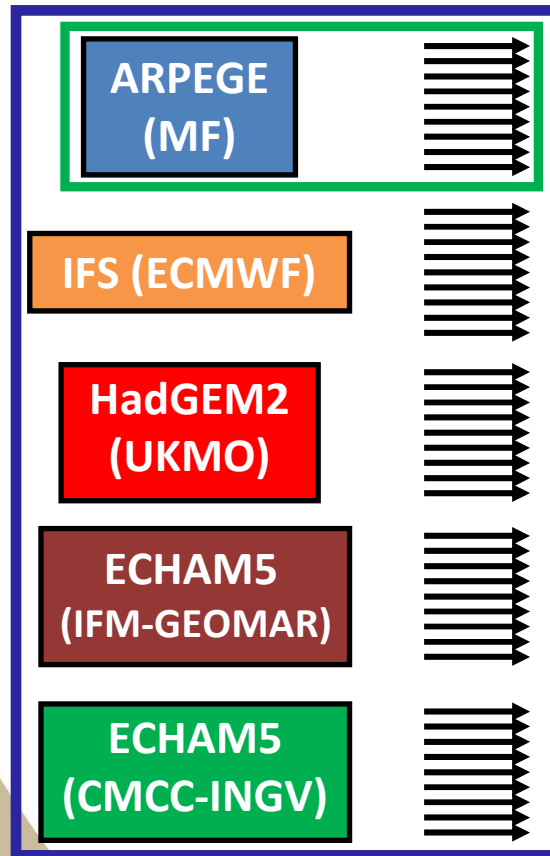 ARPEGE
(MF)
IFS (ECMWF)
HadGEM2
(UKMO)
ECHAM5
(IFM-GEOMAR)
ECHAM5
(CMCC-INGV)